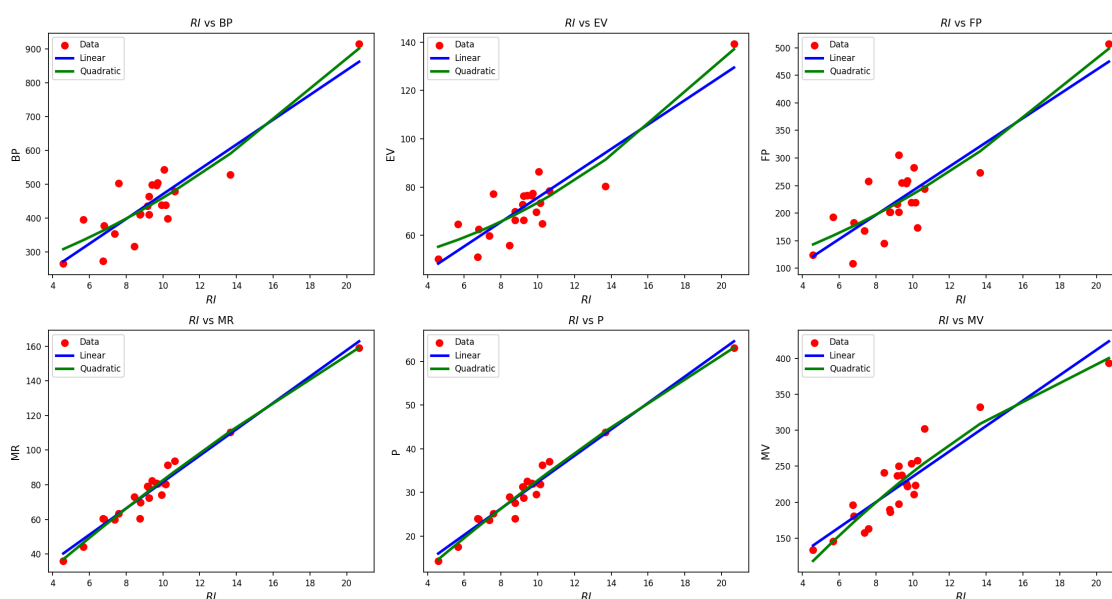 RI vs BP
Data
Linear
Quadratic
BP
900
800
700
600
500
400
300
4 6 8 10 12 14 16 18 20
RI
RI vs EV
Data
Linear
Quadratic
EV
140
120
100
80
60
4 6 8 10 12 14 16 18 20
RI
RI vs FP
Data
Linear
Quadratic
FP
500
450
400
350
300
250
200
150
100
4 6 8 10 12 14 16 18 20
RI
RI vs MR
Data
Linear
Quadratic
MR
160
140
120
100
80
60
40
4 6 8 10 12 14 16 18 20
RI
RI vs P
Data
Linear
Quadratic
P
60
50
40
30
20
4 6 8 10 12 14 16 18 20
RI
RI vs MV
Data
Linear
Quadratic
MV
400
350
300
250
200
150
4 6 8 10 12 14 16 18 20
RI